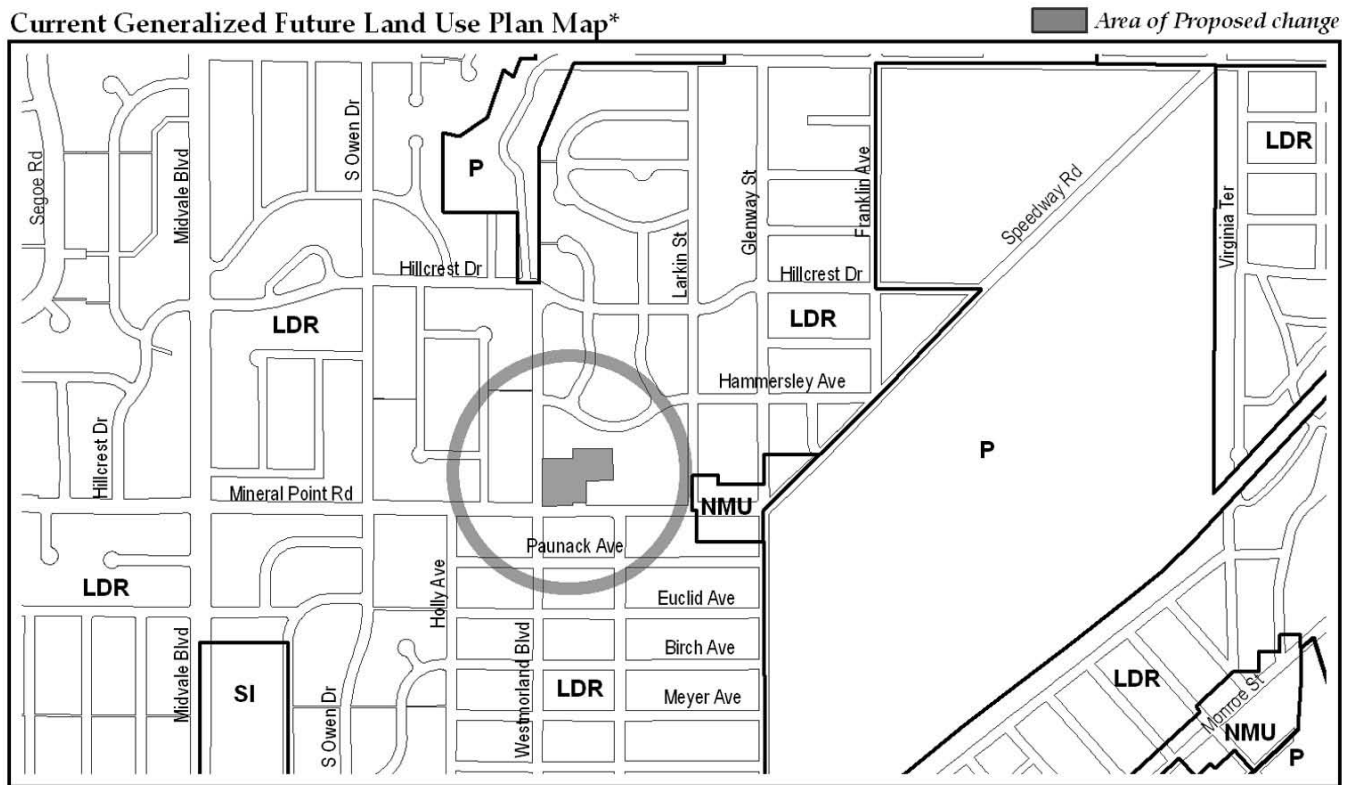 Current Generalized Future Land Use Plan Map*
Area of Proposed change
Segoe Rd
Midvale Blvd
S Owen Dr
P
Larkin St
Glenway St
Franklin Ave
Speedway Rd
Virginia Ter
LDR
Hillcrest Dr
Hillcrest Dr
LDR
LDR
Hammersley Ave
Hillcrest Dr
Mineral Point Rd
NMU
P
Paunack Ave
LDR
Holly Ave
Euclid Ave
Birch Ave
Midvale Blvd
SI
S Owen Dr
Westmorland Blvd
LDR
Meyer Ave
LDR
Monroe St
NMU
P